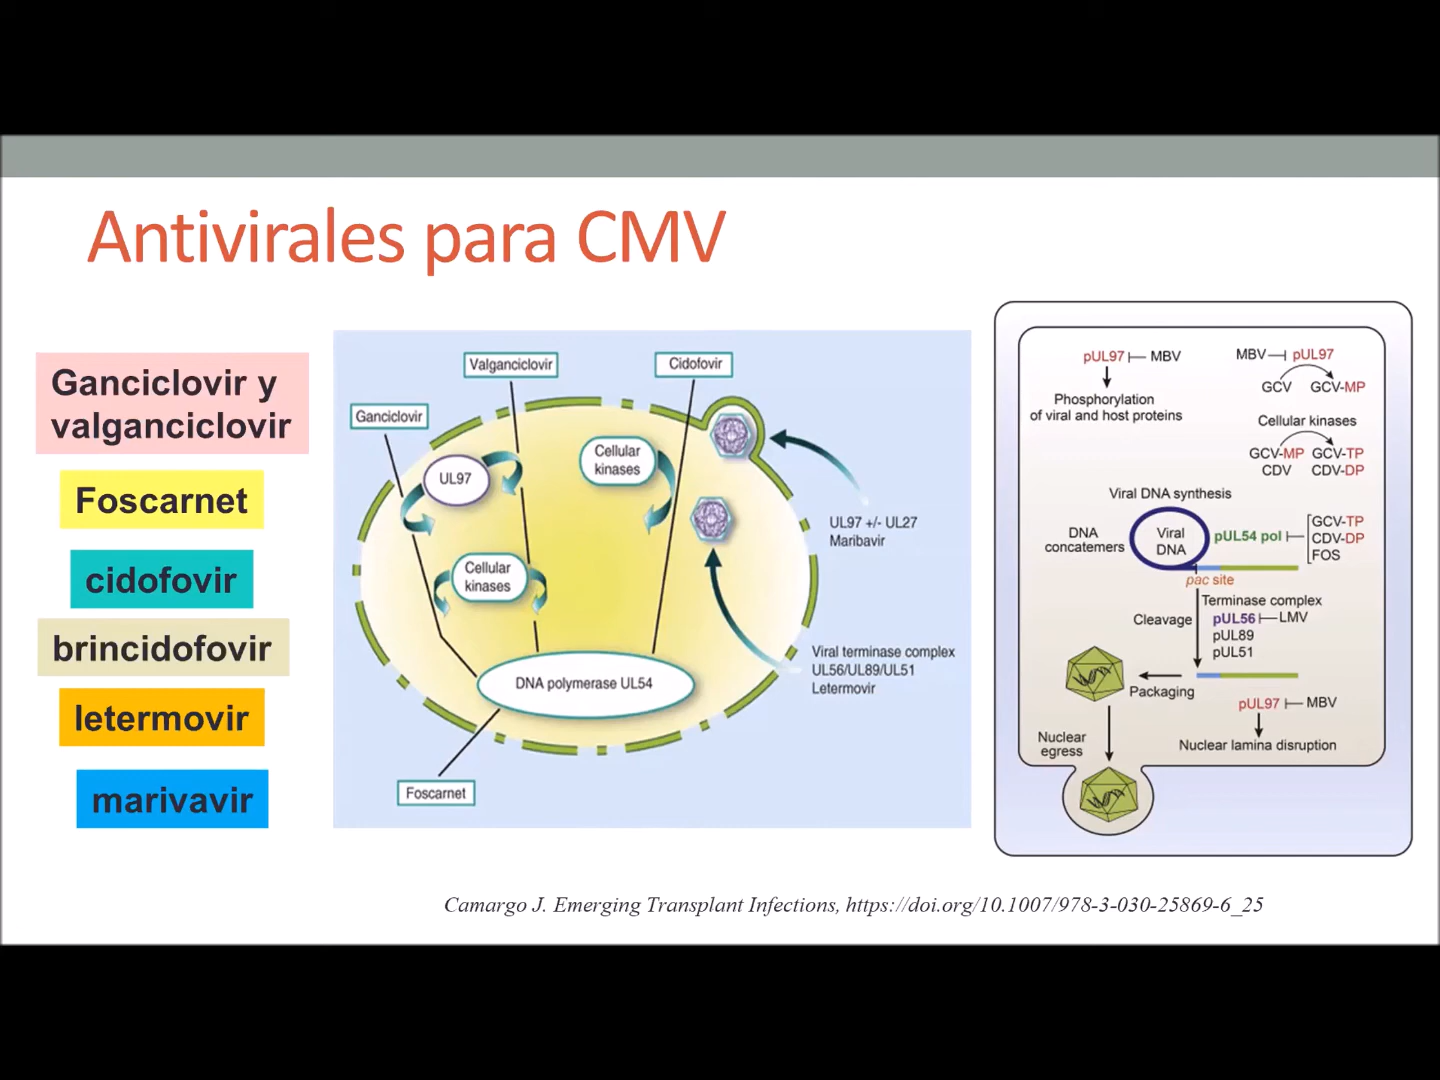 Antivirales para CMV
Ganciclovir y
valganciclovir
Foscarnet
cidofovir
brincidofovir
letermovir
marivavir
Valganciclovir
Cidofovir
Ganciclovir
UL97
Cellular
kinases
Cellular
kinases
DNA polymerase UL54
Foscarnet
UL97 +/- UL27
Maribavir
Viral terminase complex
UL56/UL89/UL51
Letermovir
pUL97 MBV
Phosphorylation
of viral and host proteins
MBV pUL97
GCV GCV-MP
Cellular kinases
GCV-MP GCV-TP
CDV CDV-DP
Viral DNA synthesis
DNA
concatemers
Viral
DNA
pUL54 pol
GCV-TP
CDV-DP
FOS
pac site
Cleavage
Terminase complex
pUL56 LMV
pUL89
pUL51
Packaging
pUL97 MBV
Nuclear lamina disruption
Nuclear
egress
Camargo J. Emerging Transplant Infections, https://doi.org/10.1007/978-3-030-25869-6_25